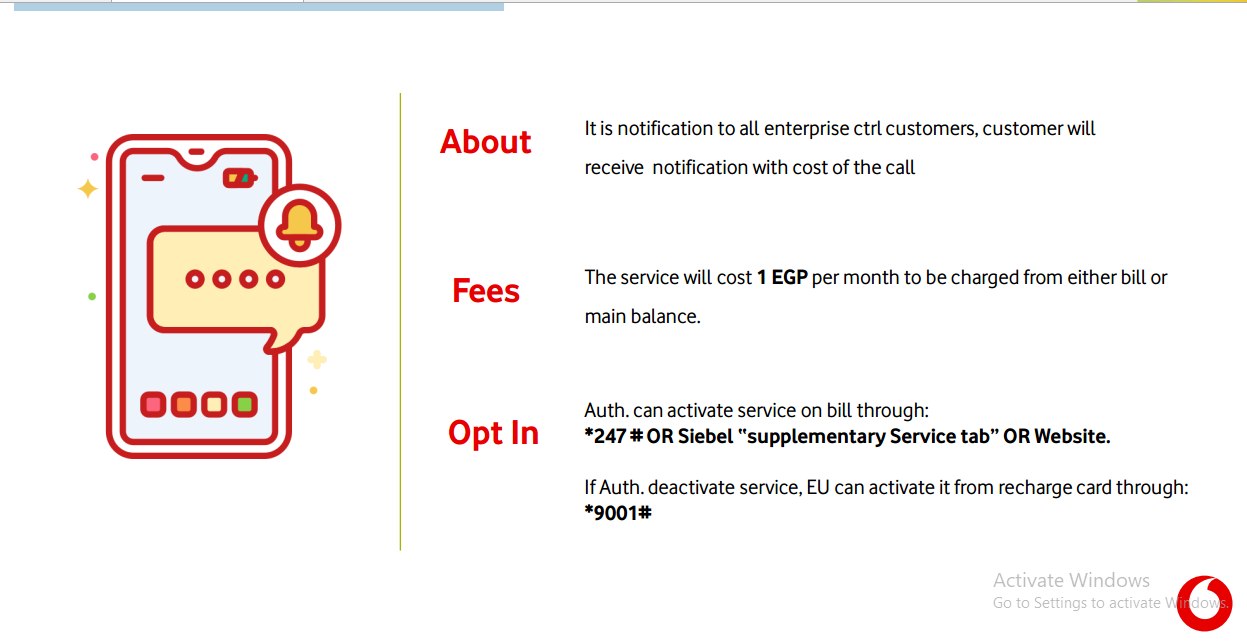 About
It is notification to all enterprise ctrl customers, customer will
receive notification with cost of the call
Fees
The service will cost 1 EGP per month to be charged from either bill or
main balance.
Opt In
Auth. can activate service on bill through:
*247# OR Siebel “supplementary Service tab” OR Website.
If Auth. deactivate service, EU can activate it from recharge card through:
*9001#
Activate Windows
Go to Settings to activate Windows.